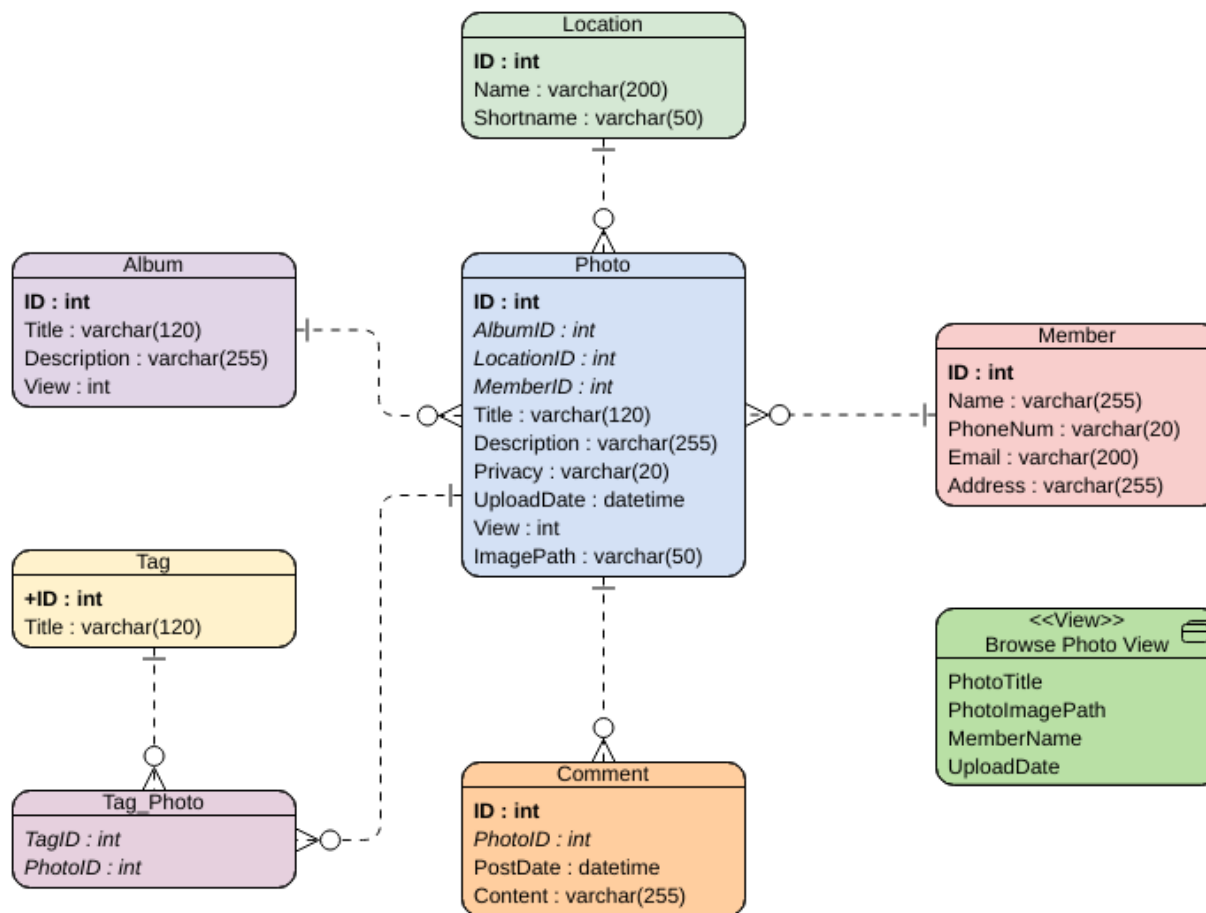 Location
ID : int
Name : varchar(200)
Shortname : varchar(50)
Album
ID : int
Title : varchar(120)
Description : varchar(255)
View : int
Photo
ID : int
AlbumID : int
LocationID : int
MemberID : int
Title : varchar(120)
Description : varchar(255)
Privacy : varchar(20)
UploadDate : datetime
View : int
ImagePath : varchar(50)
Member
ID : int
Name : varchar(255)
PhoneNum : varchar(20)
Email : varchar(200)
Address : varchar(255)
Tag
+ID : int
Title : varchar(120)
<<View>>
Browse Photo View
PhotoTitle
PhotoImagePath
MemberName
UploadDate
Tag_Photo
TagID : int
PhotoID : int
Comment
ID : int
PhotoID : int
PostDate : datetime
Content : varchar(255)